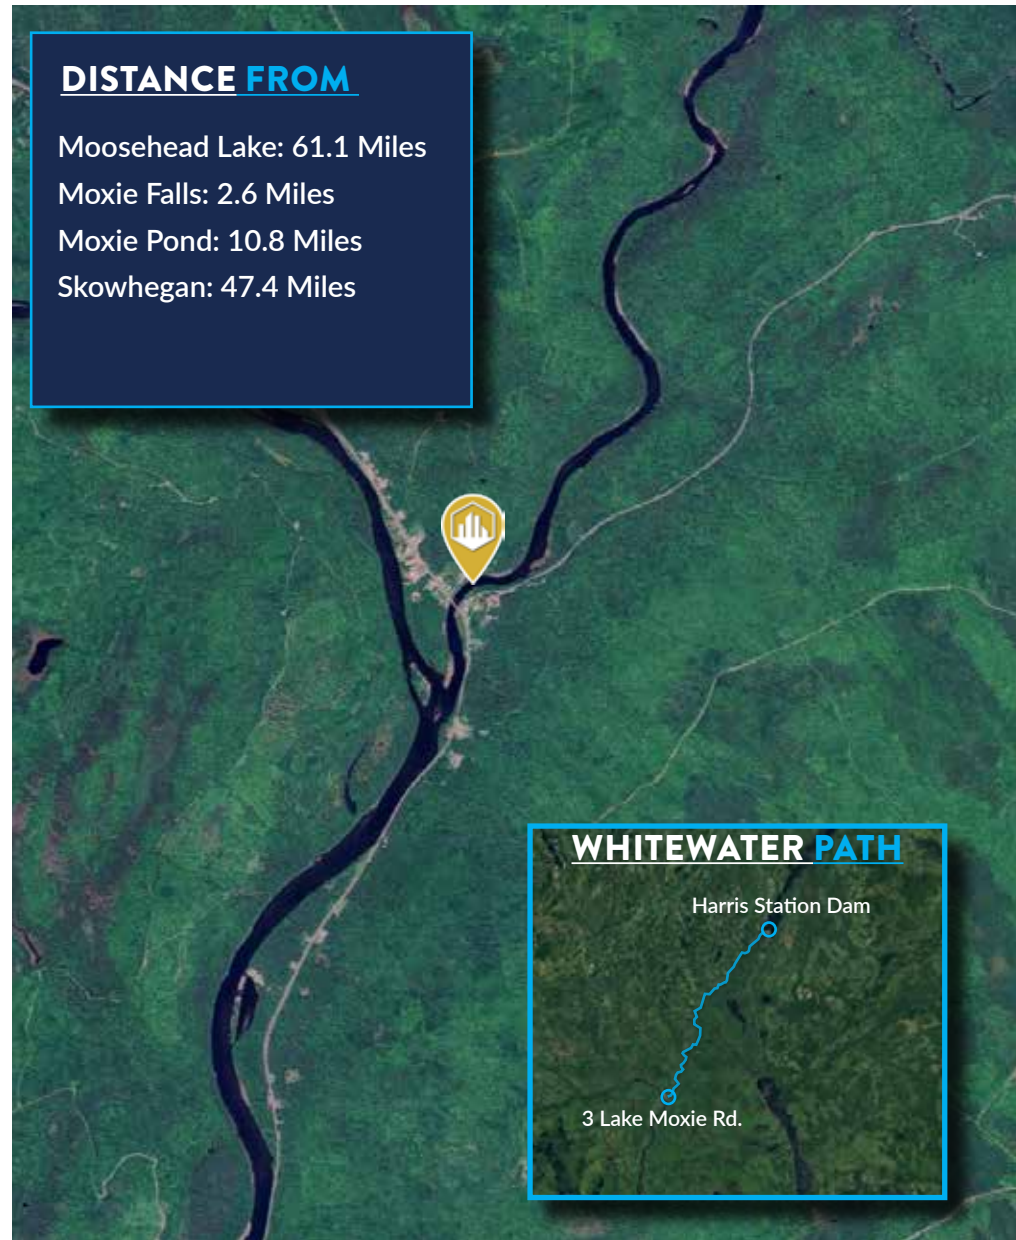 DISTANCE FROM
Moosehead Lake: 61.1 Miles
Moxie Falls: 2.6 Miles
Moxie Pond: 10.8 Miles
Skowhegan: 47.4 Miles
WHITEWATER PATH
Harris Station Dam
3 Lake Moxie Rd.